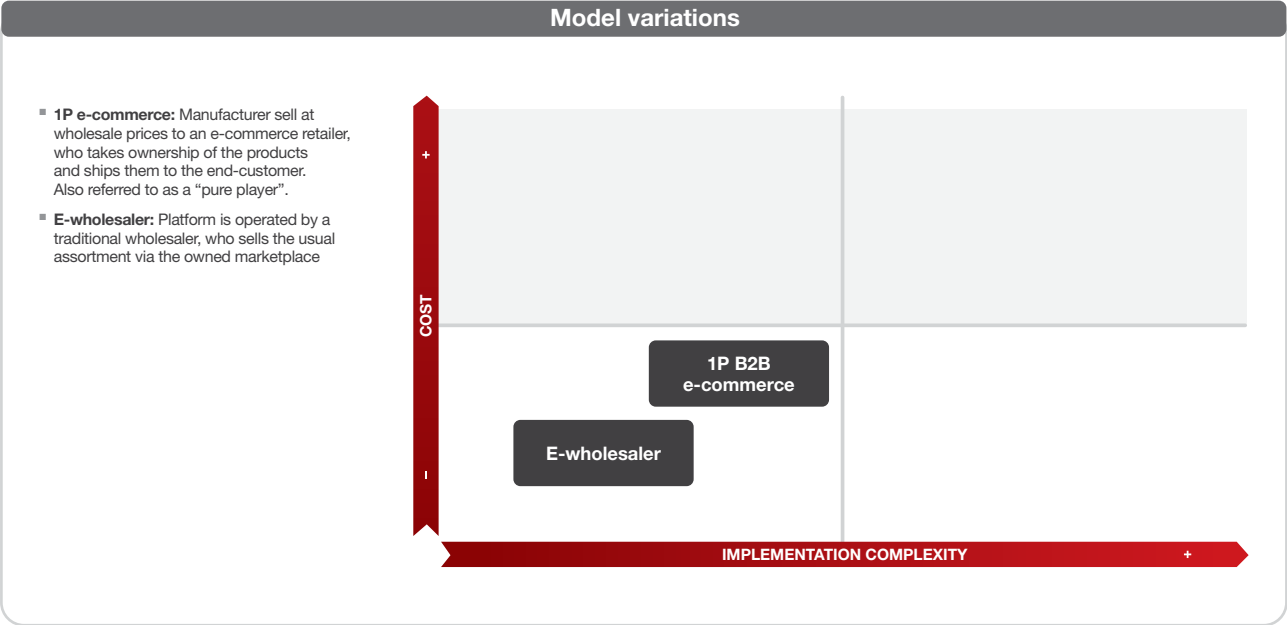 Model variations
1P e-commerce: Manufacturer sell at
wholesale prices to an e-commerce retailer,
who takes ownership of the products
and ships them to the end-customer.
Also referred to as a “pure player”.
E-wholesaler: Platform is operated by a
traditional wholesaler, who sells the usual
assortment via the owned marketplace
+
COST
–
1P B2B
e-commerce
E-wholesaler
IMPLEMENTATION COMPLEXITY
+